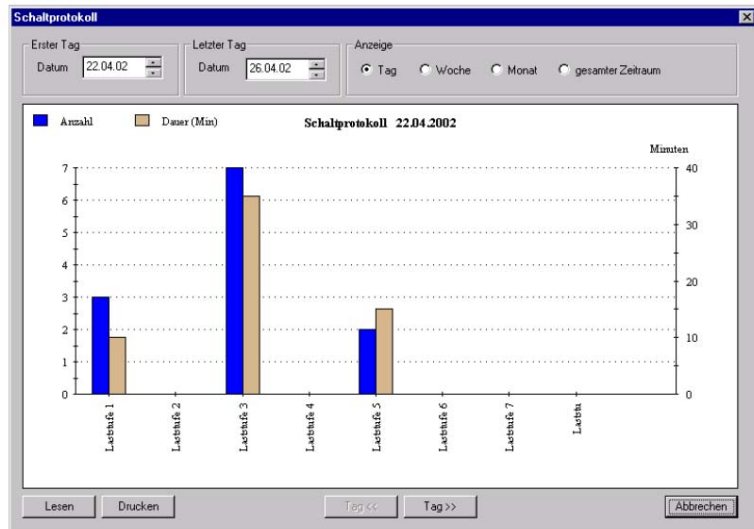 Schaltprotokoll
Erster Tag
Datum 22.04.02
Letzter Tag
Datum 26.04.02
Anzeige
Tag Woche Monat gesamter Zeitraum
Anzahl Dauer (Min) Schaltprotokoll 22.04.2002
Minuten
7 40
6
5 30
4
3 20
2
10
1
0 0
Laststufe 1
Laststufe 2
Laststufe 3
Laststufe 4
Laststufe 5
Laststufe 6
Laststufe 7
Laststu
Lesen Drucken Tag << Tag >> Abbrechen